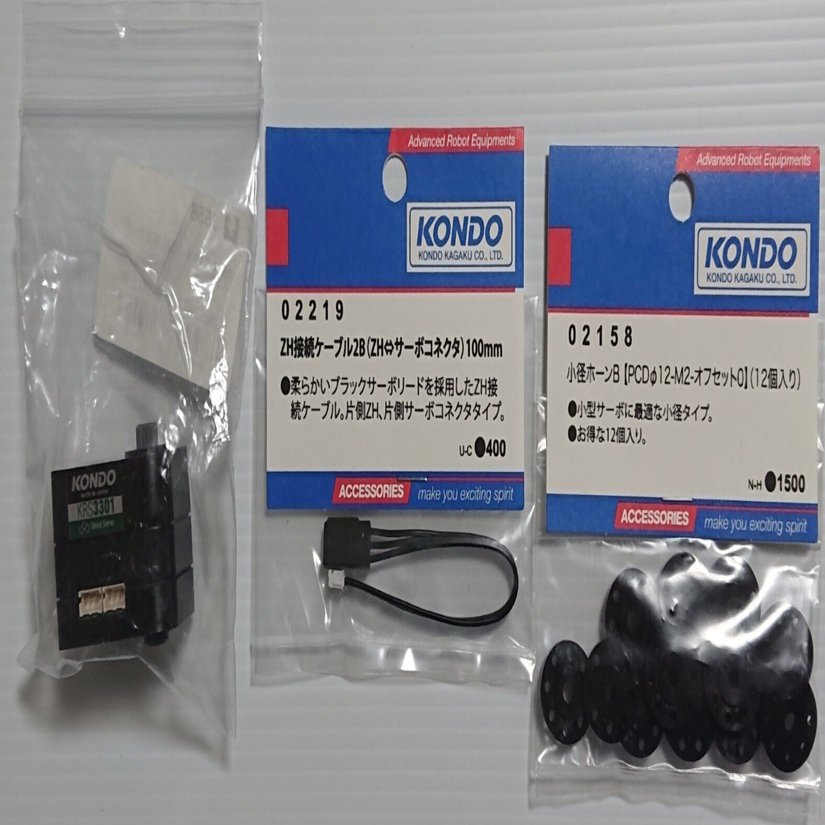 KONDO
MADE IN JAPAN
KRS3301
Serial Servo
Advanced Robot Equipments
KONDO
KONDO KAGAKU CO., LTD.
02219
ZH接続ケーブル2B(ZH⇔サーボコネクタ)100mm
●柔らかいブラックサーボリードを採用したZH接
続ケーブル。片側ZH、片側サーボコネクタタイプ。
U-C ●400
ACCESSORIES make you exciting spirit
Advanced Robot Equipments
KONDO
KONDO KAGAKU CO., LTD.
02158
小径ホーンB【PCDφ12-M2-オフセット0】(12個入り)
●小型サーボに最適な小径タイプ。
●お得な12個入り。
N-H ●1500
ACCESSORIES make you exciting spirit